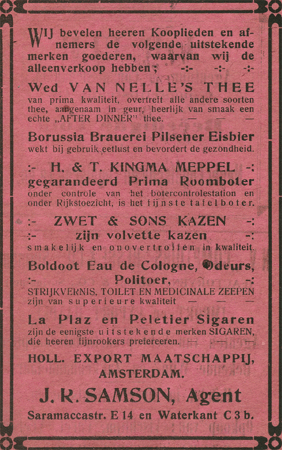 WIJ bevelen heeren Kooplieden en af-
nemers de volgende uitstekende
merken goederen, waarvan wij de
alleenverkoop hebben; -:- -:- -:-
Wed VAN NELLE'S THEE
van prima kwaliteit, overtreft alle andere soorten
thee, aangenaam in geur, heerlijk van smaak een
echte „AFTER DINNER" thee. — —
Borussia Brauerei Pilsener Eisbier
wekt bij gebruik eetlust en bevordert de gezondheid.
:- H. & T. KINGMA MEPPEL -:
gegarandeerd Prima Roomboter
onder controle van het botercontrolestation en
onder Rijkstoezicht, is het fijnste tafelboter.
:- ZWET & SONS KAZEN -:
:- zijn volvette kazen -:
smakelijk en onovertroffen in kwaliteit
Boldoot Eau de Cologne, Odeurs,
Politoer,
STRIJKVERNIS, TOILET EN MEDICINALE ZEEPEN
zijn van superieure kwaliteit — — —
La Plaz en Peletier Sigaren
zijn de eenigste uitstekende merken SIGAREN,
die heeren fijnrookers prefereeren. — — —
HOLL. EXPORT MAATSCHAPPIJ,
AMSTERDAM.
J. R. SAMSON, Agent
Saramaccastr. E 14 en Waterkant C 3 b.